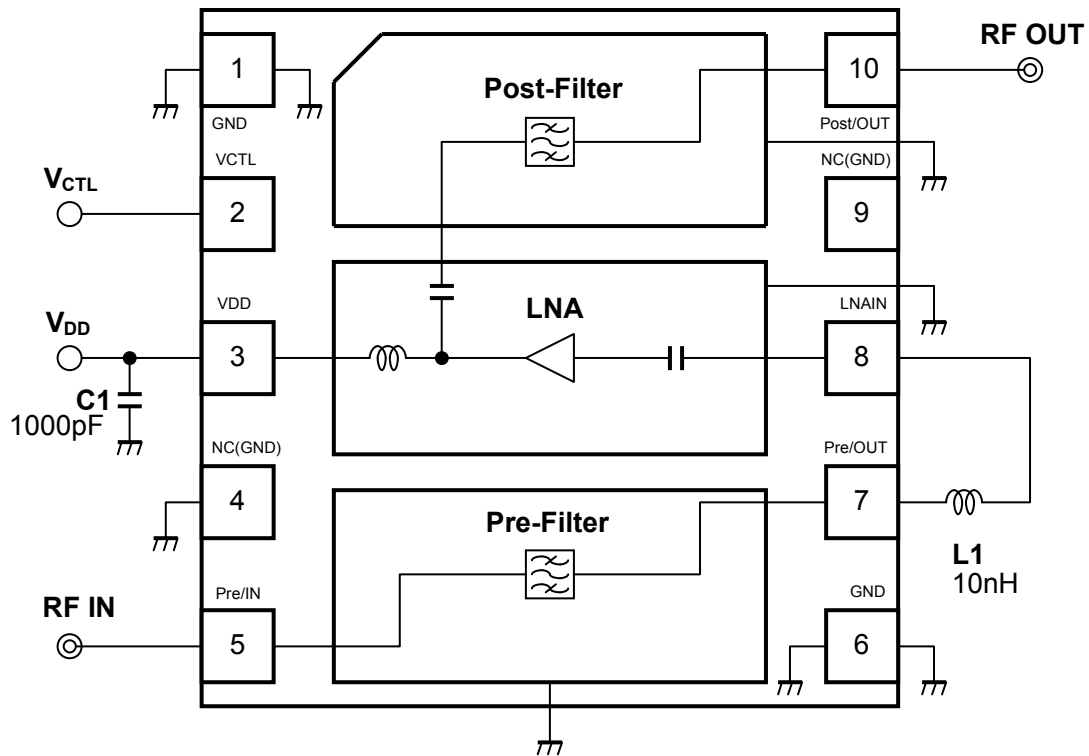 RF OUT
1
10
Post-Filter
GND
Post/OUT
VCTL
NC(GND)
VCTL
2
9
VDD
LNA
LNAIN
VDD
3
8
C1
1000pF
NC(GND)
Pre/OUT
4
7
Pre-Filter
L1
10nH
Pre/IN
GND
RF IN
5
6